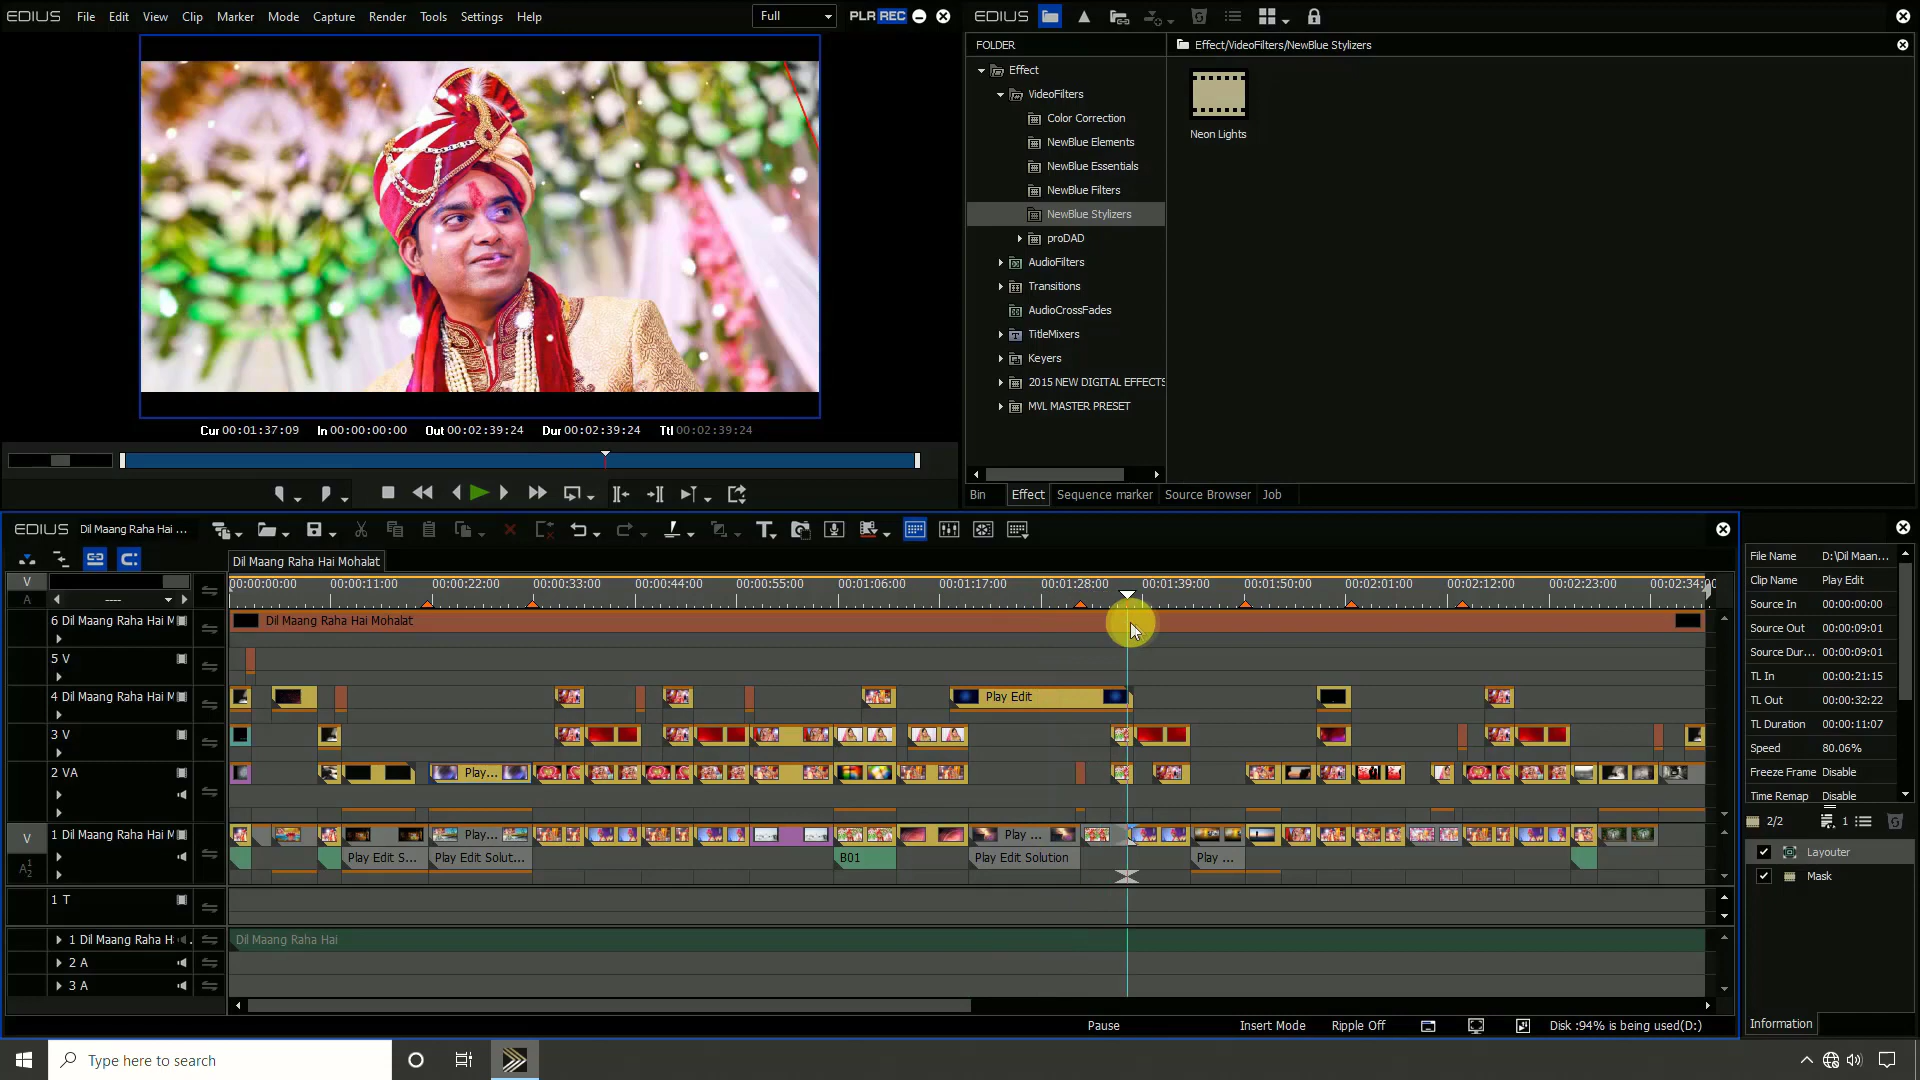 EDIUS File Edit View Clip Marker Mode Capture Render Tools Settings Help Full PLR REC
EDIUS
FOLDER
Effect/VideoFilters/NewBlue Stylizers
Effect
VideoFilters
Color Correction
NewBlue Elements
NewBlue Essentials
NewBlue Filters
NewBlue Stylizers
proDAD
AudioFilters
Transitions
AudioCrossFades
TitleMixers
Keyers
2015 NEW DIGITAL EFFECTS
MVL MASTER PRESET
Neon Lights
Cur 00:01:37:09 In 00:00:00:00 Out 00:02:39:24 Dur 00:02:39:24 Ttl 00:02:39:24
Bin Effect Sequence marker Source Browser Job
EDIUS Dil Maang Raha Hai ...
Dil Maang Raha Hai Mohalat
00:00:00:00 00:00:11:00 00:00:22:00 00:00:33:00 00:00:44:00 00:00:55:00 00:01:06:00 00:01:17:00 00:01:28:00 00:01:39:00 00:01:50:00 00:02:01:00 00:02:12:00 00:02:23:00 00:02:34:00
V
A ----
6 Dil Maang Raha Hai M Dil Maang Raha Hai Mohalat
5 V
4 Dil Maang Raha Hai M Play Edit
3 V
2 VA Play...
V 1 Dil Maang Raha Hai M Play... Play ...
A12 Play Edit S... Play Edit Solut... B01 Play Edit Solution Play ...
1 T
1 Dil Maang Raha H .. Dil Maang Raha Hai
2 A
3 A
Pause Insert Mode Ripple Off Disk :94% is being used(D:)
File Name D:\Dil Maan...
Clip Name Play Edit
Source In 00:00:00:00
Source Out 00:00:09:01
Source Dur... 00:00:09:01
TL In 00:00:21:15
TL Out 00:00:32:22
TL Duration 00:00:11:07
Speed 80.06%
Freeze Frame Disable
Time Remap Disable
2/2 1
Layouter
Mask
Information
Type here to search